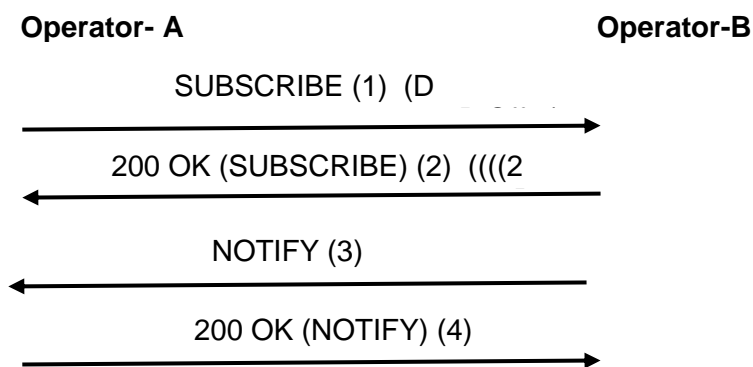 Operator- A Operator-B
SUBSCRIBE (1) (D
200 OK (SUBSCRIBE) (2) ((((2
NOTIFY (3)
200 OK (NOTIFY) (4)